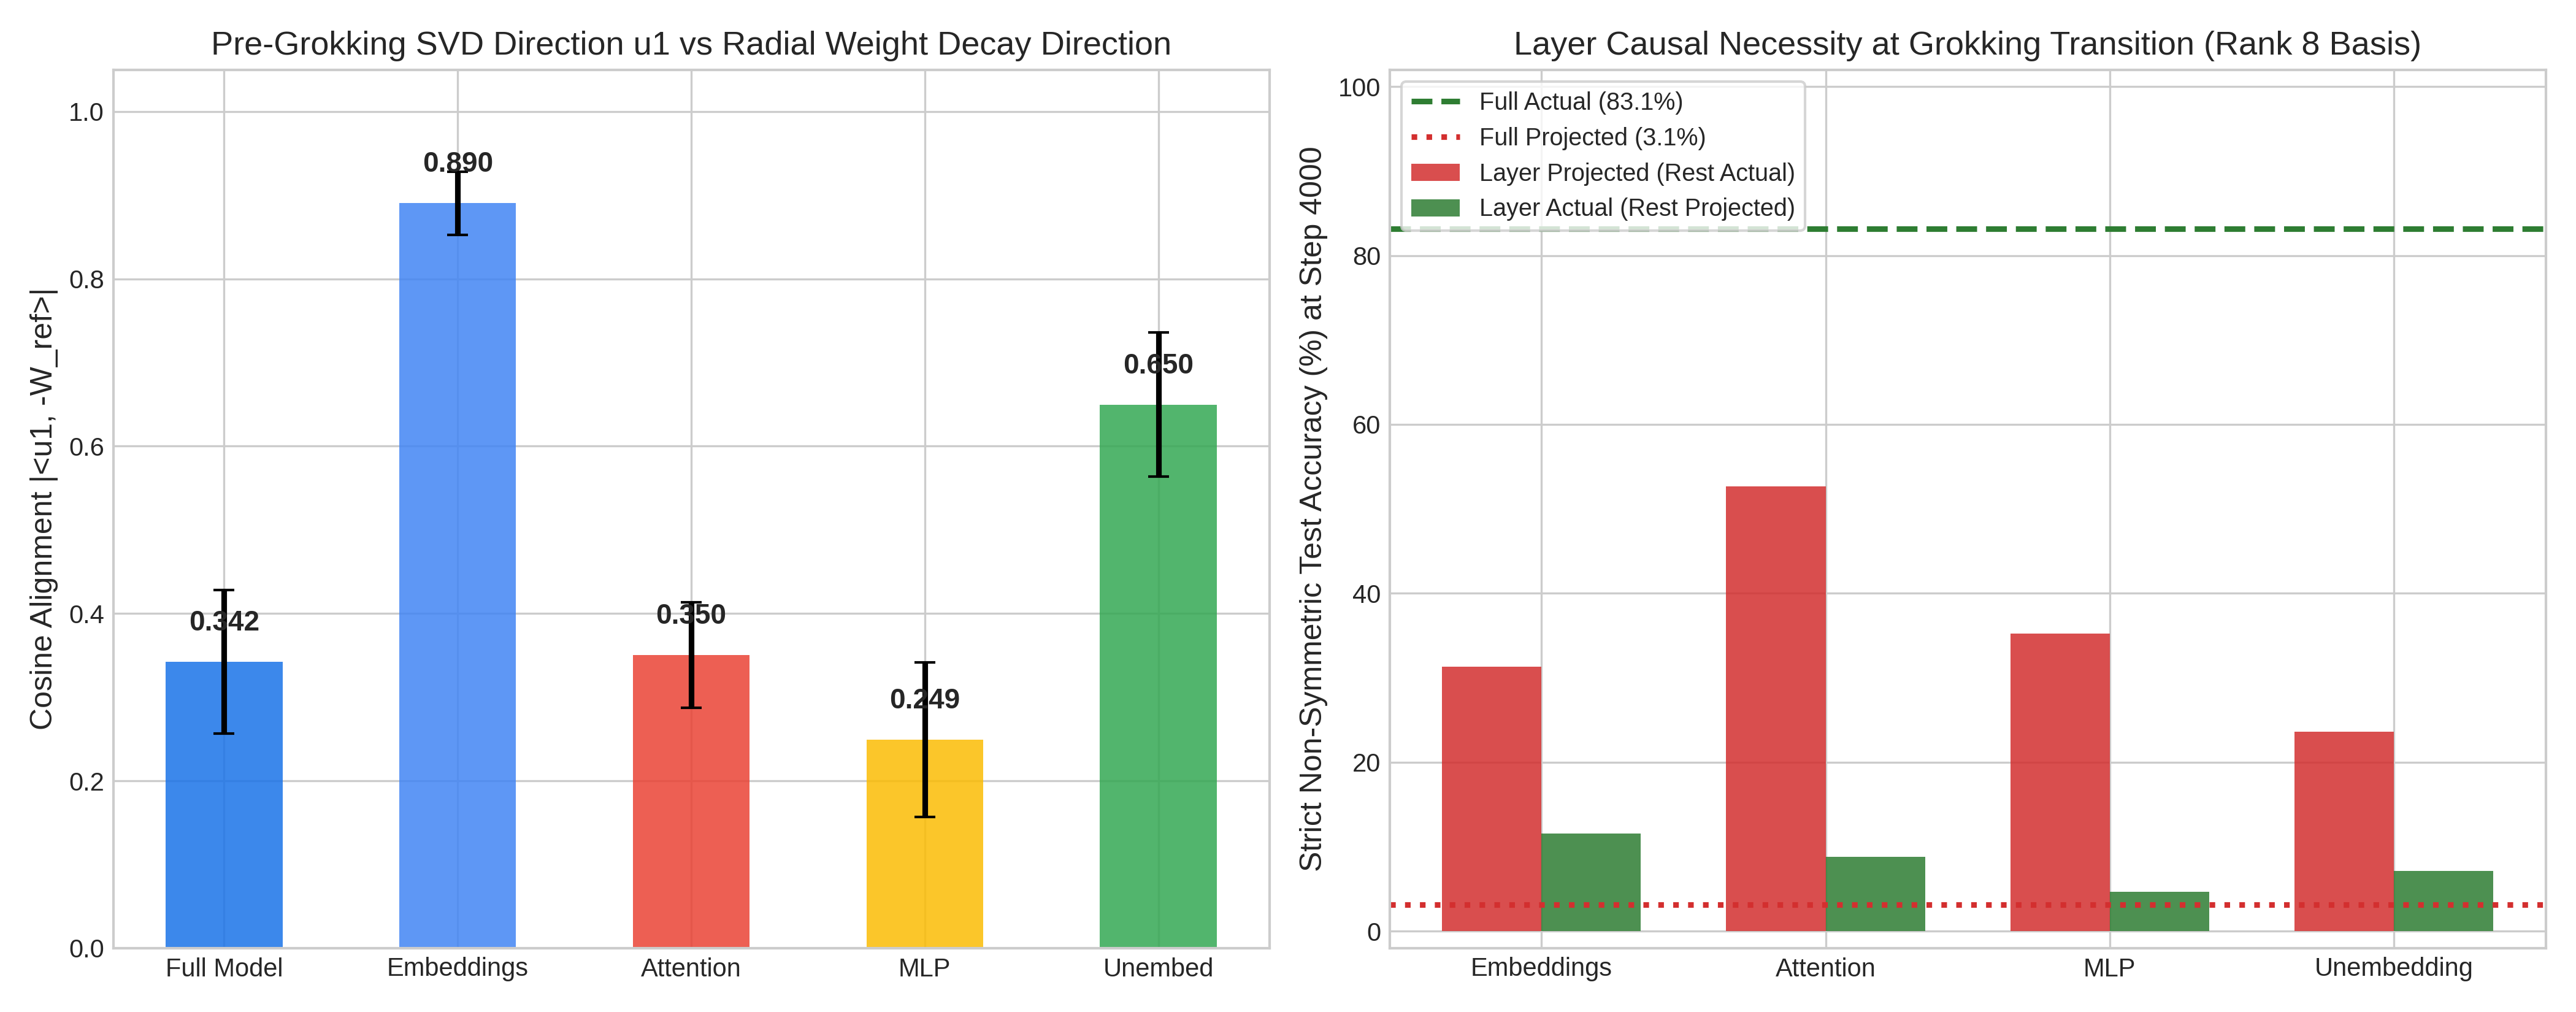 Pre-Grokking SVD Direction u1 vs Radial Weight Decay Direction
Cosine Alignment |<u1, -W_ref>|
1.0
0.8
0.6
0.4
0.2
0.0
0.342
0.890
0.350
0.249
0.650
Full Model
Embeddings
Attention
MLP
Unembed
Layer Causal Necessity at Grokking Transition (Rank 8 Basis)
Strict Non-Symmetric Test Accuracy (%) at Step 4000
100
80
60
40
20
0
Full Actual (83.1%)
Full Projected (3.1%)
Layer Projected (Rest Actual)
Layer Actual (Rest Projected)
Embeddings
Attention
MLP
Unembedding